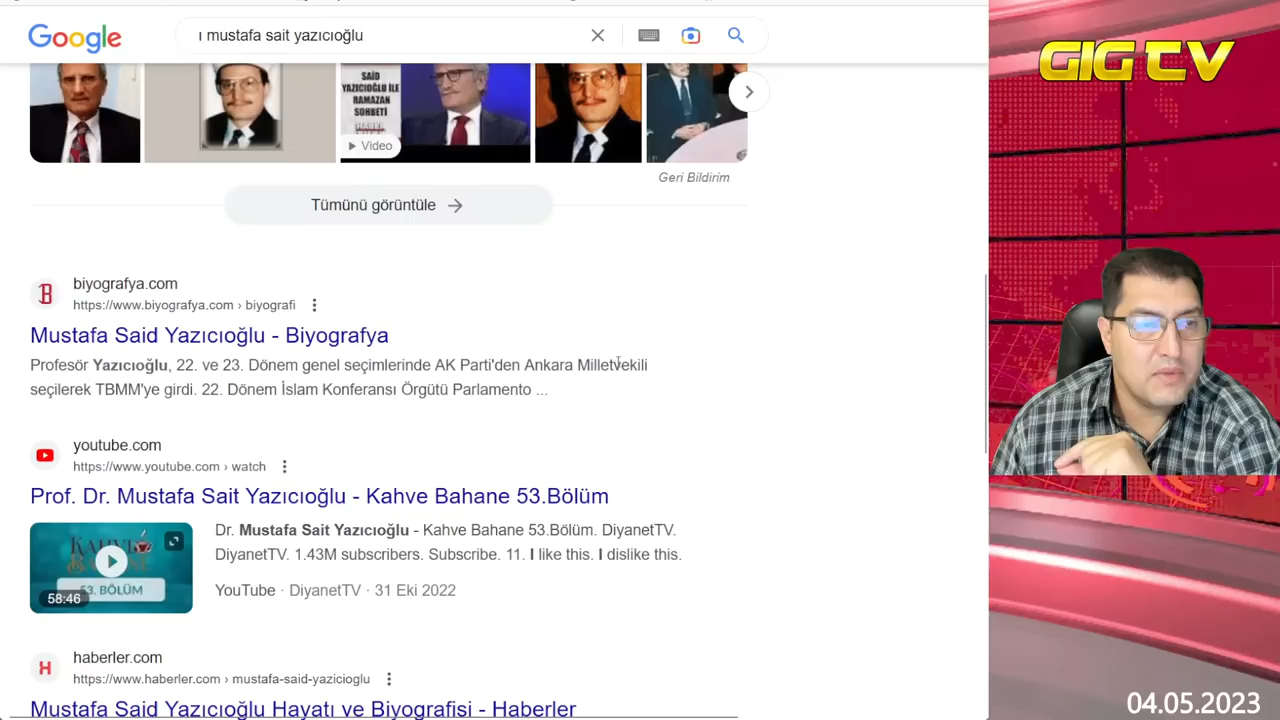 Google
ı mustafa sait yazıcıoğlu
GIG TV
SAİD
YAZICIOĞLU İLE
RAMAZAN
SOHBETİ
Video
Geri Bildirim
Tümünü görüntüle
biyografya.com
https://www.biyografya.com › biyografi
Mustafa Said Yazıcıoğlu - Biyografya
Profesör Yazıcıoğlu, 22. ve 23. Dönem genel seçimlerinde AK Parti'den Ankara Milletvekili
seçilerek TBMM'ye girdi. 22. Dönem İslam Konferansı Örgütü Parlamento ...
youtube.com
https://www.youtube.com › watch
Prof. Dr. Mustafa Sait Yazıcıoğlu - Kahve Bahane 53.Bölüm
KAHVE
BAHANE
53. BÖLÜM
58:46
Dr. Mustafa Sait Yazıcıoğlu - Kahve Bahane 53.Bölüm. DiyanetTV.
DiyanetTV. 1.43M subscribers. Subscribe. 11. I like this. I dislike this.
YouTube · DiyanetTV · 31 Eki 2022
haberler.com
https://www.haberler.com › mustafa-said-yazicioglu
Mustafa Said Yazıcıoğlu Hayatı ve Biyografisi - Haberler
04.05.2023